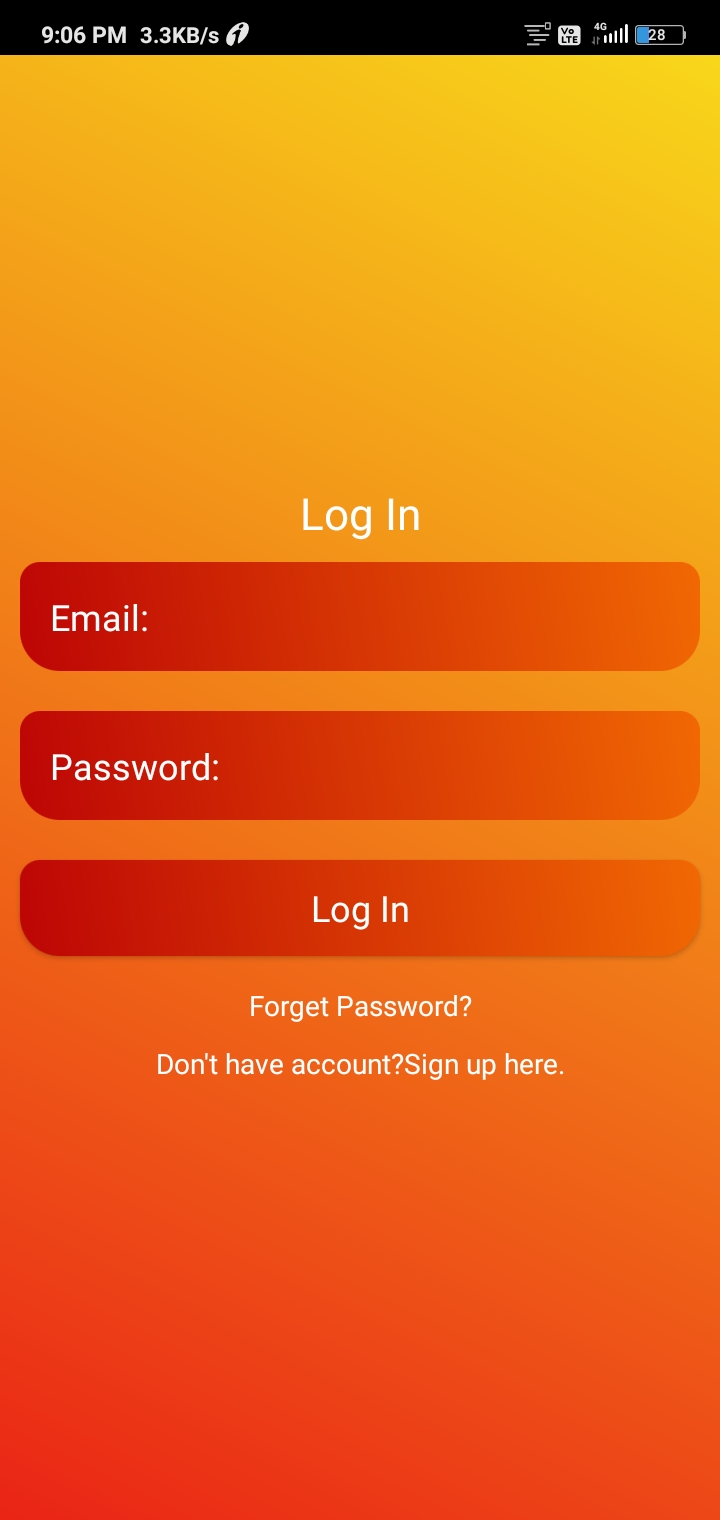 9:06 PM 3.3KB/s Vo LTE 4G 28
Log In
Email:
Password:
Log In
Forget Password?
Don't have account?Sign up here.